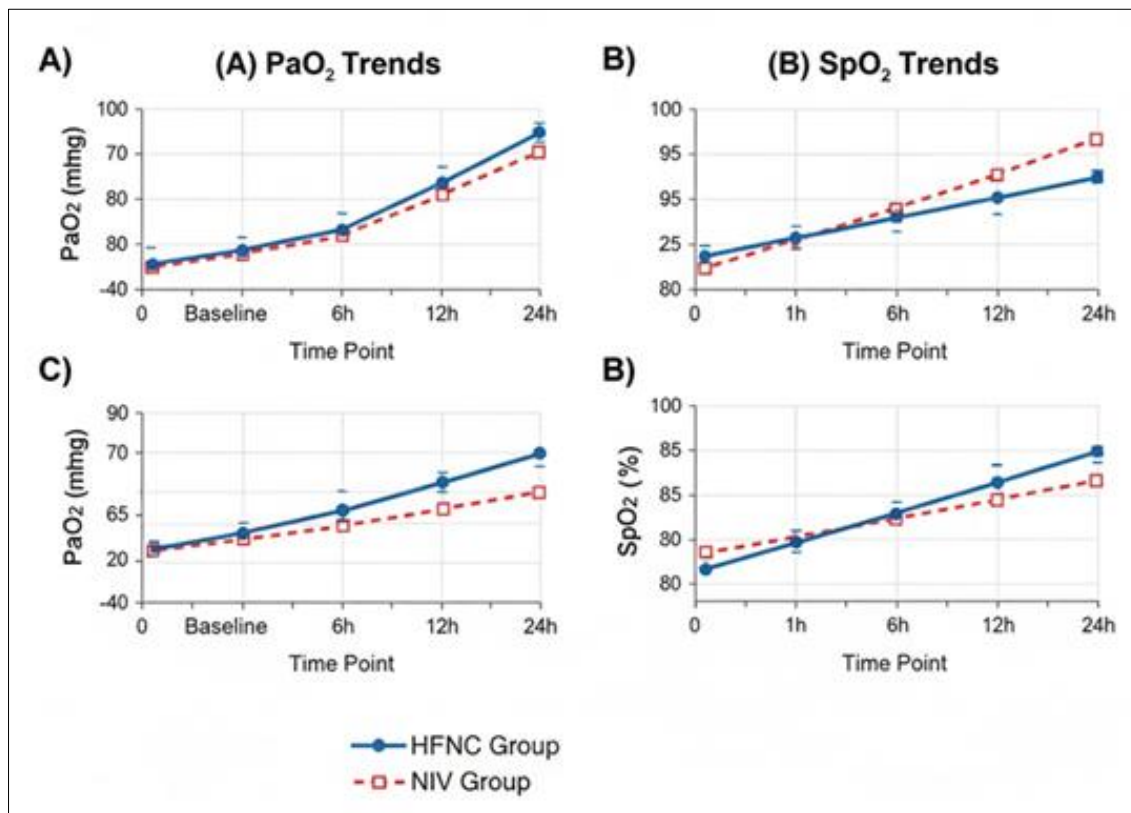 A)
(A) PaO₂ Trends
PaO₂ (mlmg)
100
70
80
80
-40
0 Baseline 6h 12h 24h
Time Point
B)
(B) SpO₂ Trends
100
95
95
25
80
0 1h 6h 12h 24h
Time Point
C)
PaO₂ (mlmg)
90
70
65
20
-40
0 Baseline 6h 12h 24h
Time Point
B)
SpO₂ (%)
100
85
85
80
80
0 1h 6h 12h 24h
Time Point
HFNC Group
NIV Group